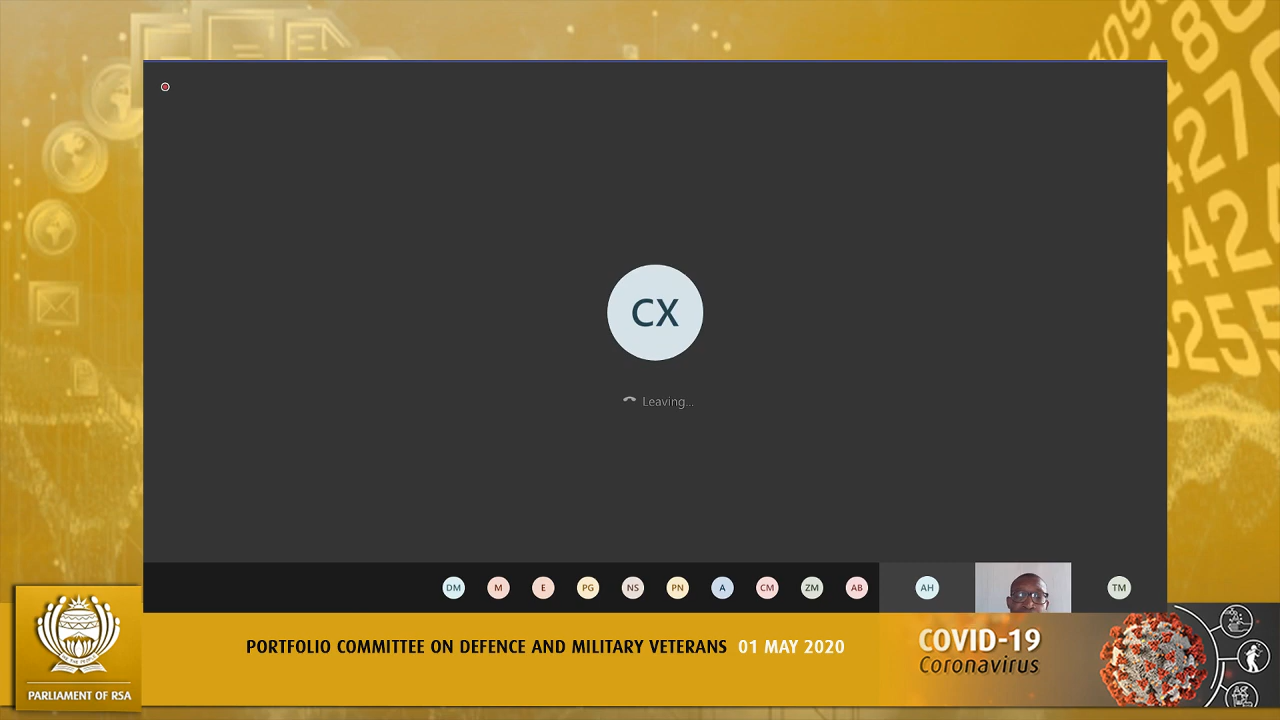 CX
Leaving...
DM M E PG NS PN A CM ZM AB AH TM
PORTFOLIO COMMITTEE ON DEFENCE AND MILITARY VETERANS 01 MAY 2020
COVID-19
Coronavirus
PARLIAMENT OF RSA